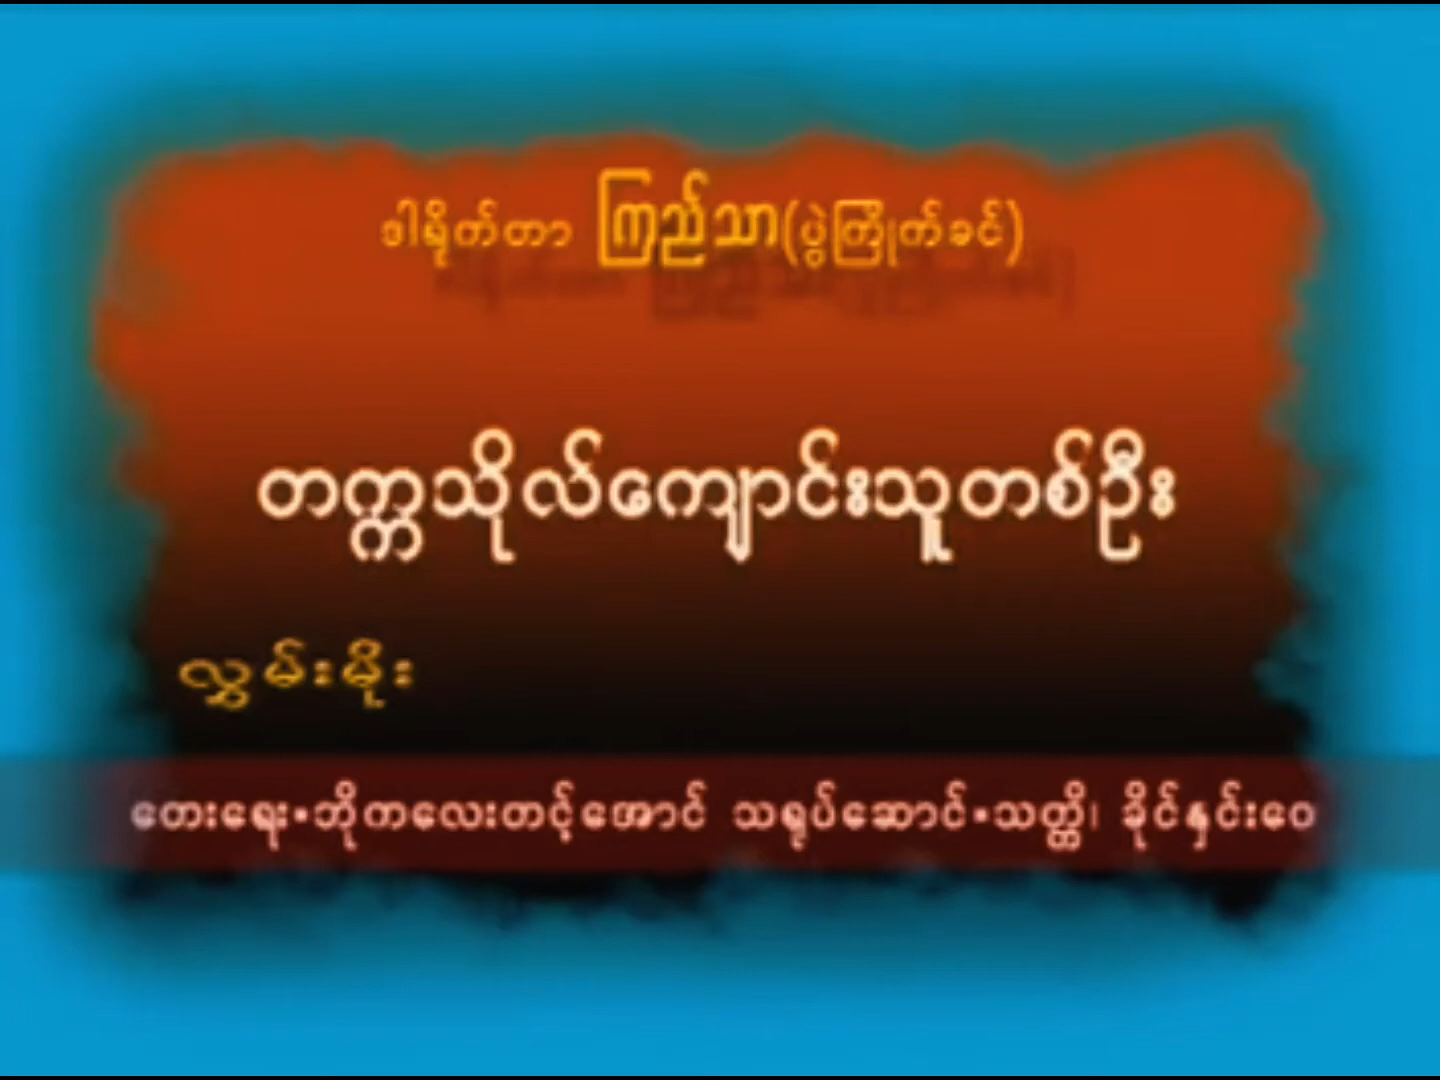 ဒါရိုက်တာ ကြည်သာ(ပွဲကြိုက်ခင်)
တက္ကသိုလ်ကျောင်းသူတစ်ဦး
လွှမ်းမိုး
တေးရေး-ဘိုကလေးတင့်အောင် သရုပ်ဆောင်-သတ္တိ၊ ခိုင်နှင်းဝေ